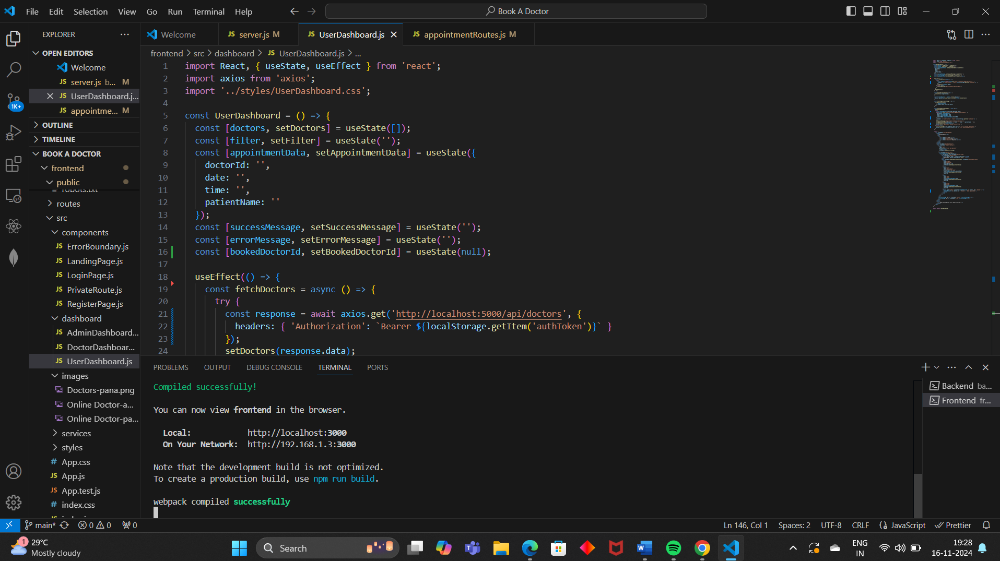 File Edit Selection View Go Run Terminal Help
Book A Doctor
EXPLORER
OPEN EDITORS
Welcome
server.js b... M
UserDashboard.j...
appointme... M
OUTLINE
TIMELINE
BOOK A DOCTOR
frontend
public
robots.txt
routes
src
components
JS ErrorBoundary.js
JS LandingPage.js
JS LoginPage.js
JS PrivateRoute.js
JS RegisterPage.js
dashboard
JS AdminDashboard...
JS DoctorDashboar...
JS UserDashboard.js
images
Doctors-pana.png
Online Doctor-a...
Online Doctor-pa...
services
styles
# App.css
JS App.js
JS App.test.js
# index.css
1K+
Welcome
JS server.js M
JS UserDashboard.js
JS appointmentRoutes.js M
frontend > src > dashboard > JS UserDashboard.js > ...
1 import React, { useState, useEffect } from 'react';
2 import axios from 'axios';
3 import '../styles/UserDashboard.css';
4
5 const UserDashboard = () => {
6 const [doctors, setDoctors] = useState([]);
7 const [filter, setFilter] = useState('');
8 const [appointmentData, setAppointmentData] = useState({
9 doctorId: '',
10 date: '',
11 time: '',
12 patientName: ''
13 });
14 const [successMessage, setSuccessMessage] = useState('');
15 const [errorMessage, setErrorMessage] = useState('');
16 const [bookedDoctorId, setBookedDoctorId] = useState(null);
17
18 useEffect(() => {
19 const fetchDoctors = async () => {
20 try {
21 const response = await axios.get('http://localhost:5000/api/doctors', {
22 headers: { 'Authorization': `Bearer ${localStorage.getItem('authToken')}` }
23 });
24 setDoctors(response.data);
PROBLEMS OUTPUT DEBUG CONSOLE TERMINAL PORTS
Compiled successfully!
You can now view frontend in the browser.
Local: http://localhost:3000
On Your Network: http://192.168.1.3:3000
Note that the development build is not optimized.
To create a production build, use npm run build.
webpack compiled successfully
Backend ba...
Frontend fr...
main* 0 0 0
Ln 146, Col 1 Spaces: 2 UTF-8 CRLF JavaScript Prettier
1
29°C
Mostly cloudy
Search
ENG
IN
19:28
16-11-2024